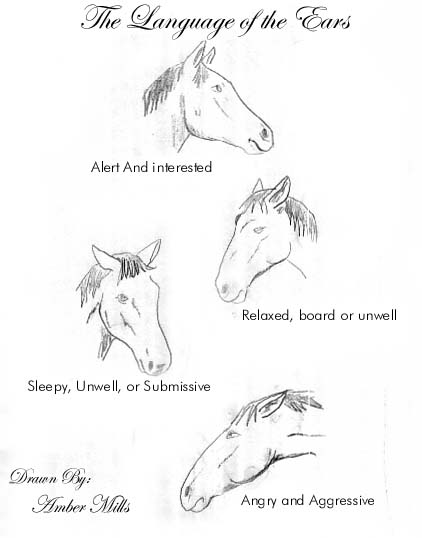 The Language of the Ears
Alert And interested
Relaxed, board or unwell
Sleepy, Unwell, or Submissive
Angry and Aggressive
Drawn By:
Amber Mills